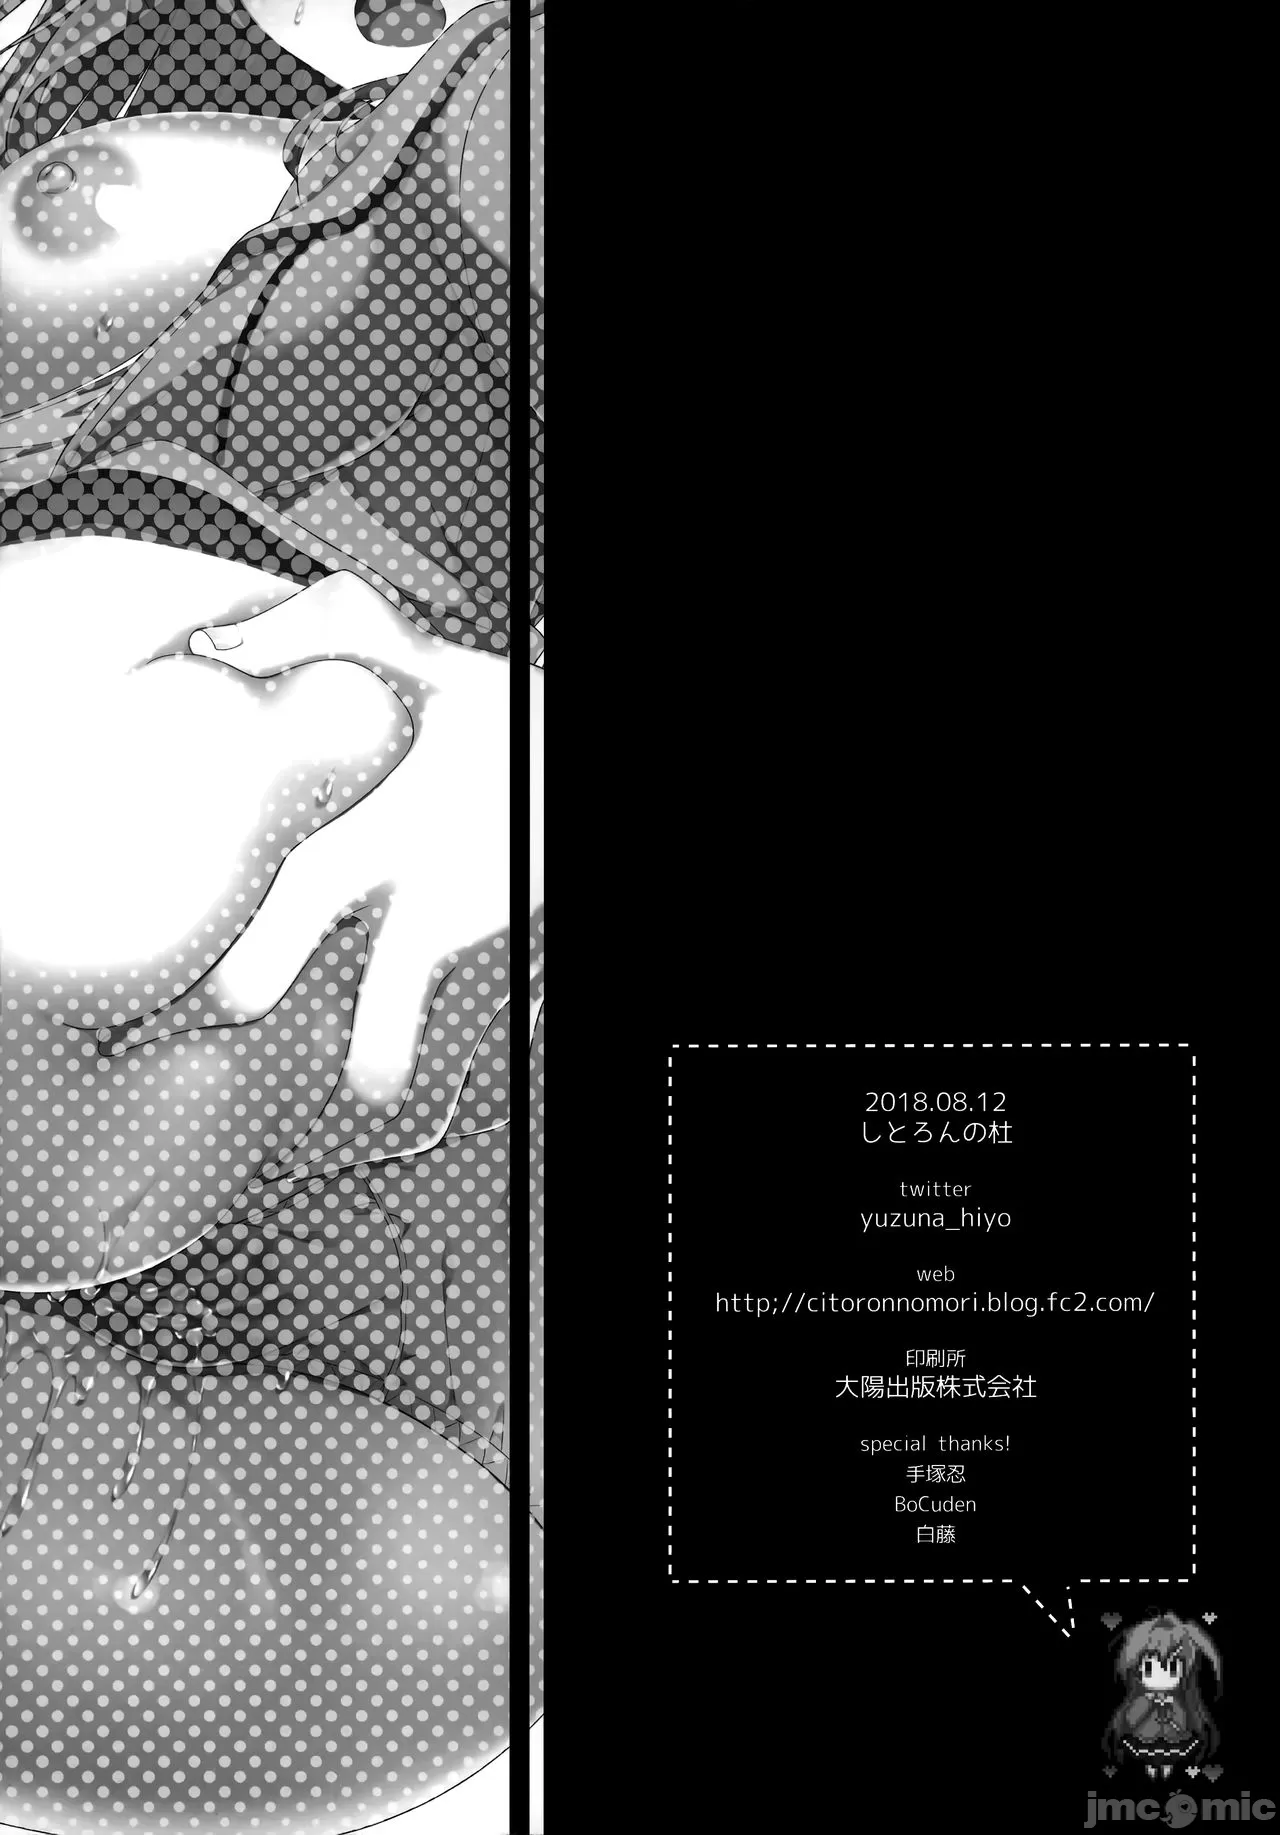 2018.08.12
しとろんの杜
twitter
yuzuna_hiyo
web
http;//citoronnomori.blog.fc2.com/
印刷所
大陽出版株式会社
special thanks!
手塚忍
BoCuden
白藤
jmcomic